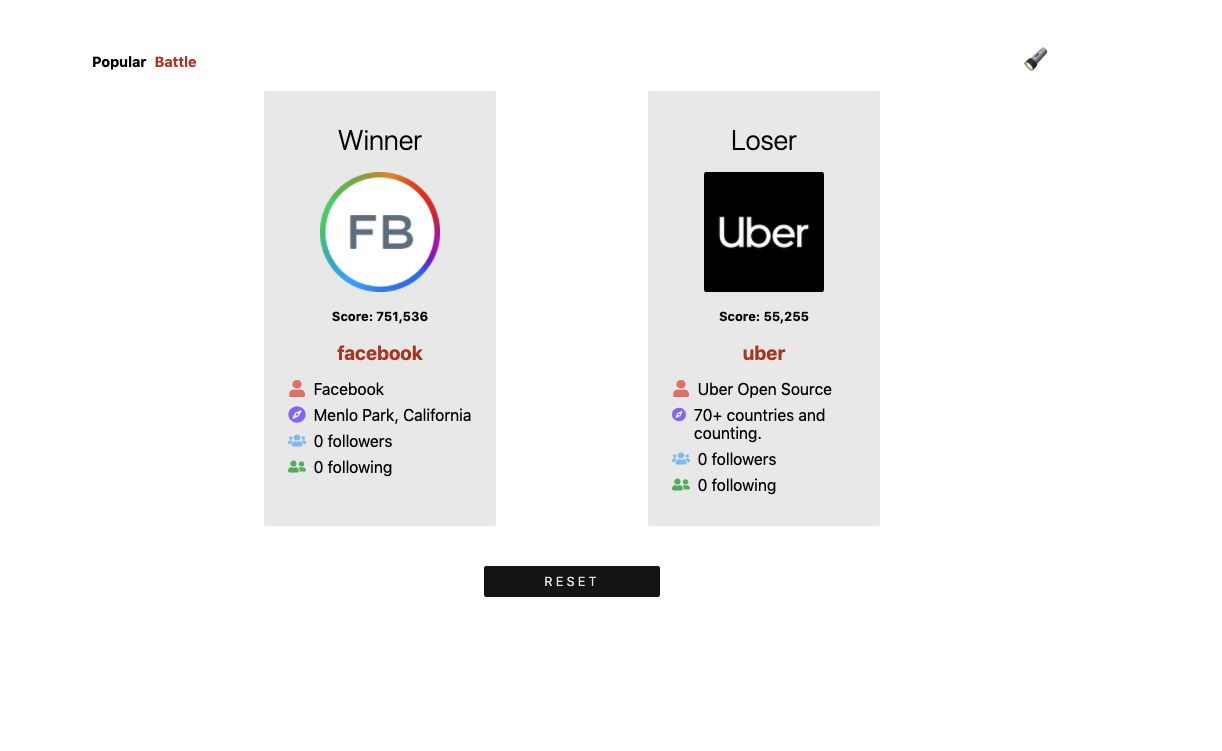 Popular Battle
Winner
FB
Score: 751,536
facebook
Facebook
Menlo Park, California
0 followers
0 following
Loser
Uber
Score: 55,255
uber
Uber Open Source
70+ countries and
counting.
0 followers
0 following
RESET